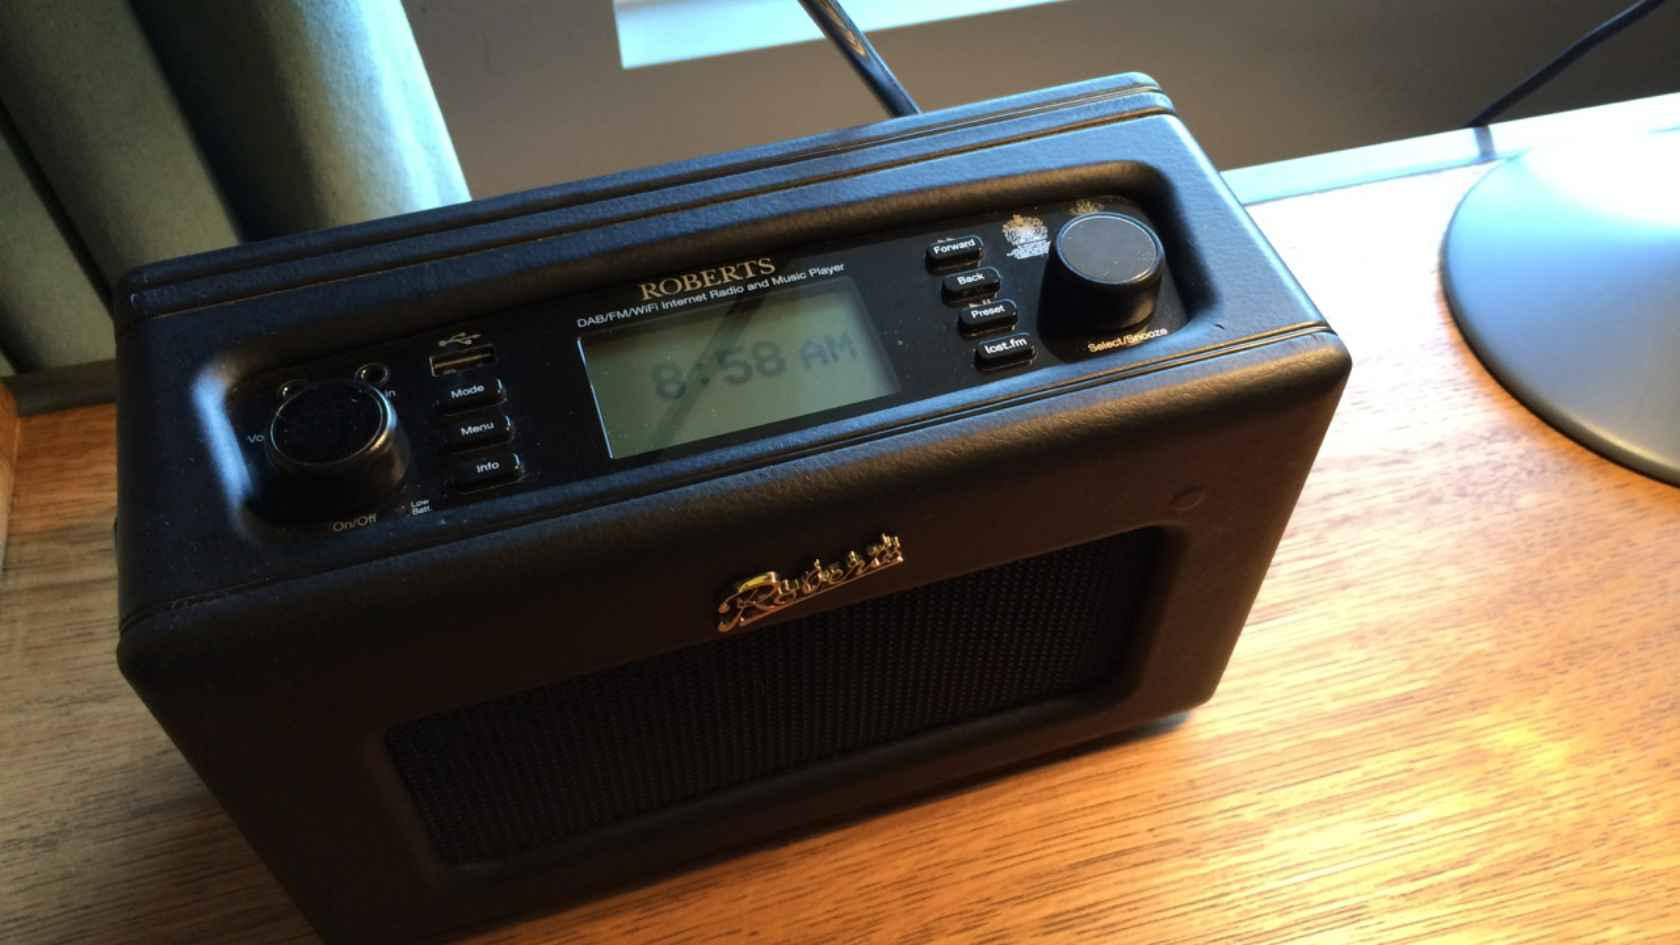 ROBERTS
DAB/FM/WiFi Internet Radio and Music Player
8:58 AM
Forward
Back
Preset
last.fm
Select/Snooze
in
Mode
Menu
Info
On/Off
Low
Batt.
Roberts